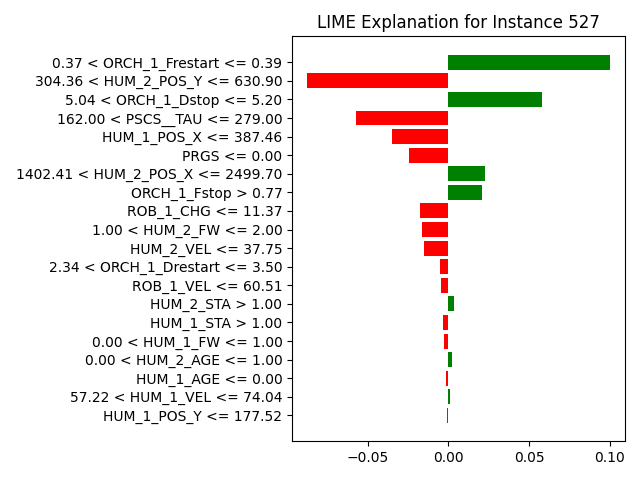 LIME Explanation for Instance 527
0.37 < ORCH_1_Frestart <= 0.39
304.36 < HUM_2_POS_Y <= 630.90
5.04 < ORCH_1_Dstop <= 5.20
162.00 < PSCS__TAU <= 279.00
HUM_1_POS_X <= 387.46
PRGS <= 0.00
1402.41 < HUM_2_POS_X <= 2499.70
ORCH_1_Fstop > 0.77
ROB_1_CHG <= 11.37
1.00 < HUM_2_FW <= 2.00
HUM_2_VEL <= 37.75
2.34 < ORCH_1_Drestart <= 3.50
ROB_1_VEL <= 60.51
HUM_2_STA > 1.00
HUM_1_STA > 1.00
0.00 < HUM_1_FW <= 1.00
0.00 < HUM_2_AGE <= 1.00
HUM_1_AGE <= 0.00
57.22 < HUM_1_VEL <= 74.04
HUM_1_POS_Y <= 177.52
−0.05 0.00 0.05 0.10